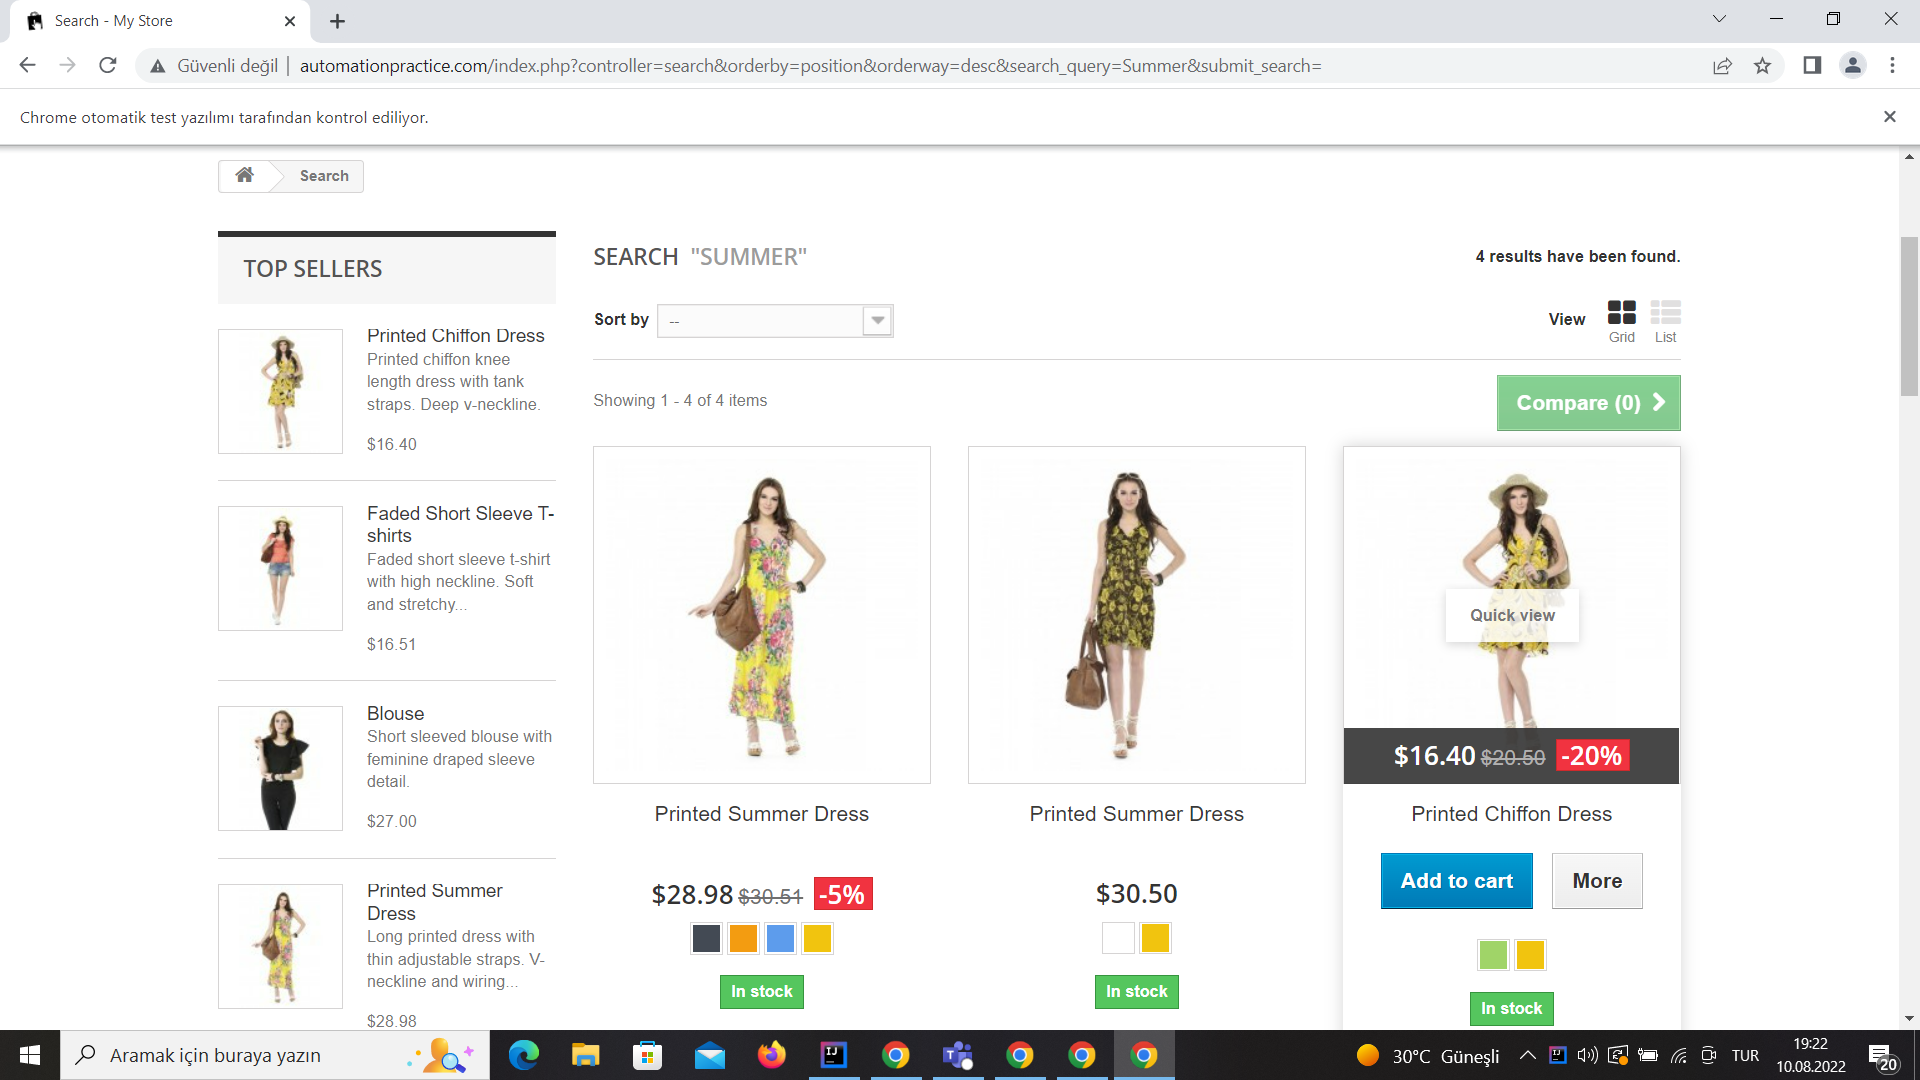 Search - My Store
Güvenli değil
automationpractice.com/index.php?controller=search&orderby=position&orderway=desc&search_query=Summer&submit_search=
Chrome otomatik test yazılımı tarafından kontrol ediliyor.
Search
TOP SELLERS
Printed Chiffon Dress
Printed chiffon knee
length dress with tank
straps. Deep v-neckline.
$16.40
Faded Short Sleeve T-
shirts
Faded short sleeve t-shirt
with high neckline. Soft
and stretchy...
$16.51
Blouse
Short sleeved blouse with
feminine draped sleeve
detail.
$27.00
Printed Summer
Dress
Long printed dress with
thin adjustable straps. V-
neckline and wiring...
$28.98
SEARCH "SUMMER"
4 results have been found.
Sort by --
View
Grid
List
Showing 1 - 4 of 4 items
Compare (0)
Printed Summer Dress
$28.98 $30.51 -5%
In stock
Printed Summer Dress
$30.50
In stock
Quick view
$16.40 $20.50 -20%
Printed Chiffon Dress
Add to cart
More
In stock
Aramak için buraya yazın
30°C Güneşli
TUR
19:22
10.08.2022
20